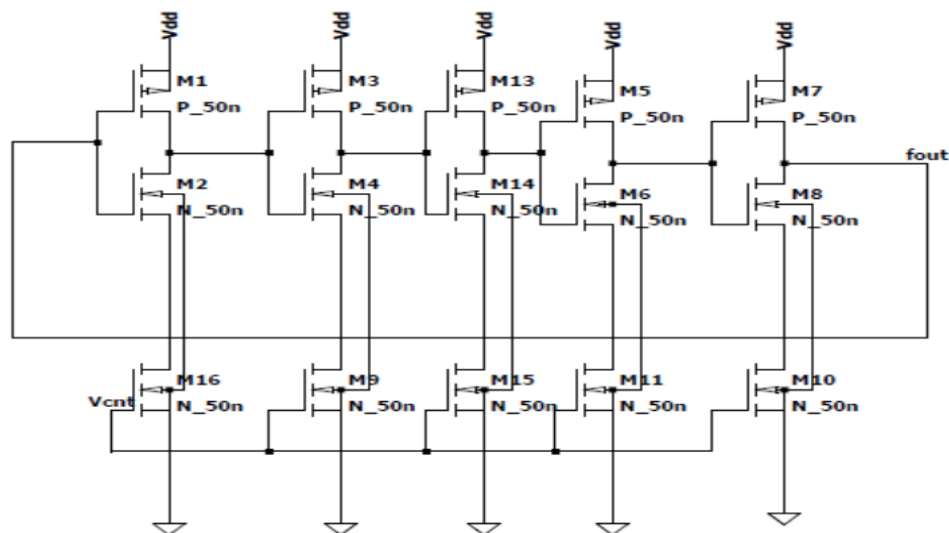 Vdd
Vdd
Vdd
Vdd
Vdd
M1
P_50n
M3
P_50n
M13
P_50n
M5
P_50n
M7
P_50n
fout
M2
N_50n
M4
N_50n
M14
N_50n
M6
N_50n
M8
N_50n
Vcnt
M16
N_50n
M9
N_50n
M15
N_50n
M11
N_50n
M10
N_50n